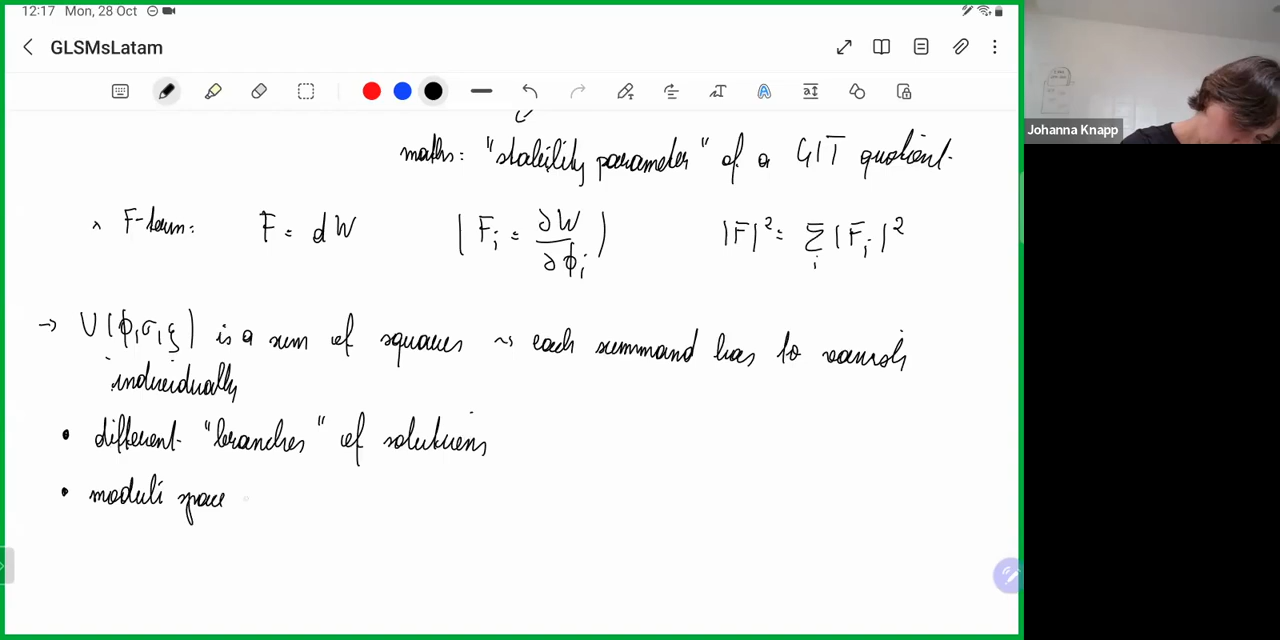 12:17 Mon, 28 Oct
GLSMsLatam
Johanna Knapp
maths: "stability parameter" of a GIT quotient.
F-term: F = dW ( F_i = ∂W/∂ϕ_i ) |F|² = Σ_i |F_i|²
→ U(ϕ,σ,ξ) is a sum of squares ⇝ each summand has to vanish
individually
• different "branches" of solutions
• moduli space